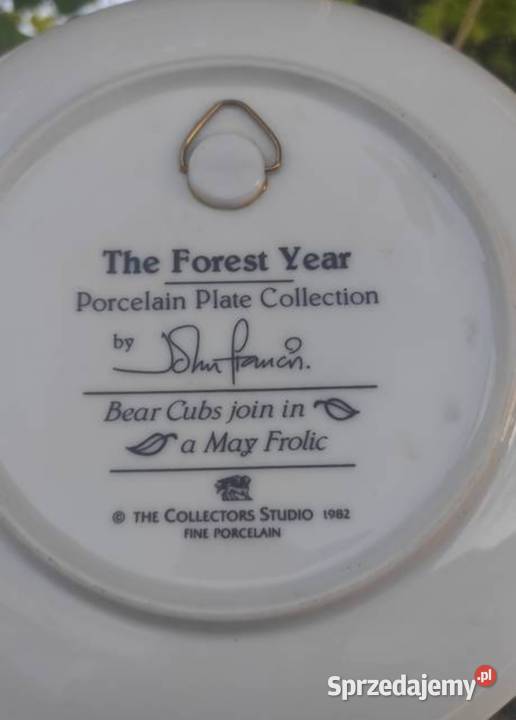 The Forest Year
Porcelain Plate Collection
by John Francis.
Bear Cubs join in
a May Frolic
© THE COLLECTORS STUDIO 1982
FINE PORCELAIN
Sprzedajemy.pl